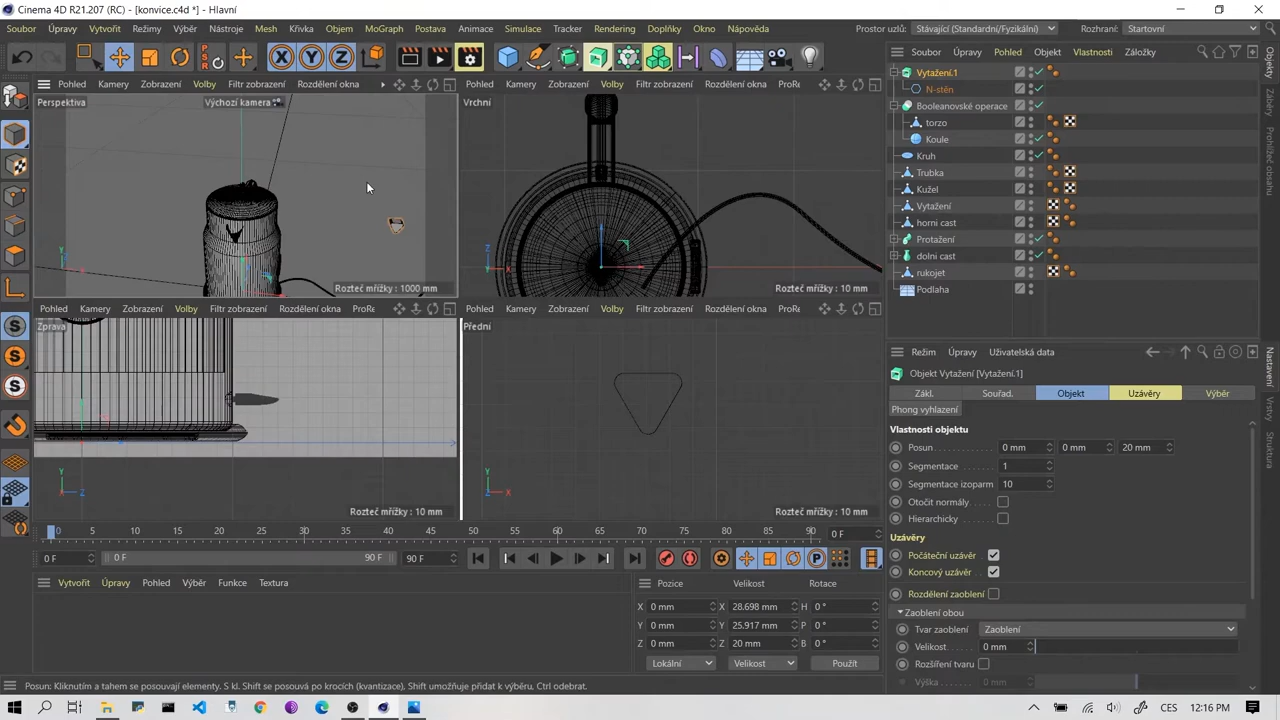 Cinema 4D R21.207 (RC) - [konvice.c4d *] - Hlavní
Soubor Úpravy Vytvořit Režimy Výběr Nástroje Mesh Křivky Objem MoGraph Postava Animace Simulace Tracker Rendering Doplňky Okno Nápověda
Prostor uzlů: Stávající (Standardní/Fyzikální) Rozhraní: Startovní
X Y Z
Soubor Úpravy Pohled Objekt Vlastnosti Záložky
Pohled Kamery Zobrazení Volby Filtr zobrazení Rozdělení okna
Pohled Kamery Zobrazení Volby Filtr zobrazení Rozdělení okna
Perspektiva
Výchozí kamera
Vrchní
Rozteč mřížky : 1000 mm
Rozteč mřížky : 10 mm
Pohled Kamery Zobrazení Volby Filtr zobrazení Rozdělení okna ProRe
Pohled Kamery Zobrazení Volby Filtr zobrazení Rozdělení okna ProRe
Zprava
Přední
Rozteč mřížky : 10 mm
Rozteč mřížky : 10 mm
Vytažení.1
N-stěn
Booleanovské operace
torzo
Koule
Kruh
Trubka
Kužel
Vytažení
horni cast
Protažení
dolni cast
rukojet
Podlaha
Objekty
Záběry
Prohlížeč obsahu
Režim Úpravy Uživatelská data
Objekt Vytažení [Vytažení.1]
Zákl. Souřad. Objekt Uzávěry Výběr
Phong vyhlazení
Vlastnosti objektu
Posun 0 mm 0 mm 20 mm
Segmentace 1
Segmentace izoparm 10
Otočit normály
Hierarchicky
Uzávěry
Počáteční uzávěr
Koncový uzávěr
Rozdělení zaoblení
Zaoblení obou
Tvar zaoblení Zaoblení
Velikost 0 mm
Rozšíření tvaru
Výška 0 mm
Nastavení
Vrstvy
Struktura
0 5 10 15 20 25 30 35 40 45 50 55 60 65 70 75 80 85 90 0 F
0 F 0 F 90 F 90 F
Vytvořit Úpravy Pohled Výběr Funkce Textura
Pozice Velikost Rotace
X 0 mm X 28.698 mm H 0 °
Y 0 mm Y 25.917 mm P 0 °
Z 0 mm Z 20 mm B 0 °
Lokální Velikost Použít
Posun: Kliknutím a tahem se posouvají elementy. S kl. Shift se posouvá po krocích (kvantizace), Shift umožňuje přidat k výběru, Ctrl odebrat.
CES 12:16 PM